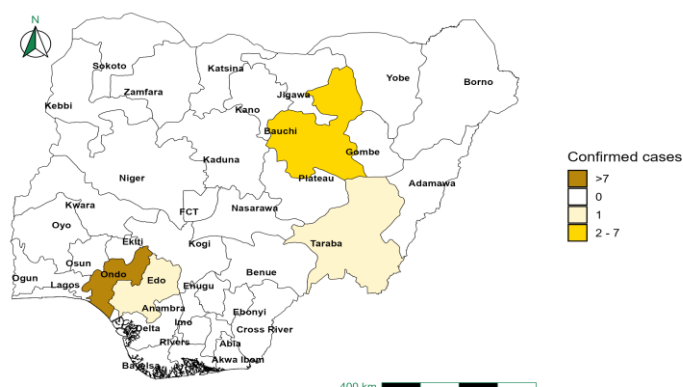 N
Sokoto
Katsina
Yobe
Borno
Zamfara
Jigawa
Kebbi
Kano
Bauchi
Gombe
Kaduna
Plateau
Adamawa
Niger
Kwara
FCT
Nasarawa
Oyo
Ekiti
Kogi
Taraba
Osun
Ondo
Edo
Benue
Ogun
Lagos
Enugu
Anambra
Ebonyi
Delta
Imo
Cross River
Rivers
Abia
Bayelsa
Akwa Ibom
Confirmed cases
>7
0
1
2 - 7
400 km